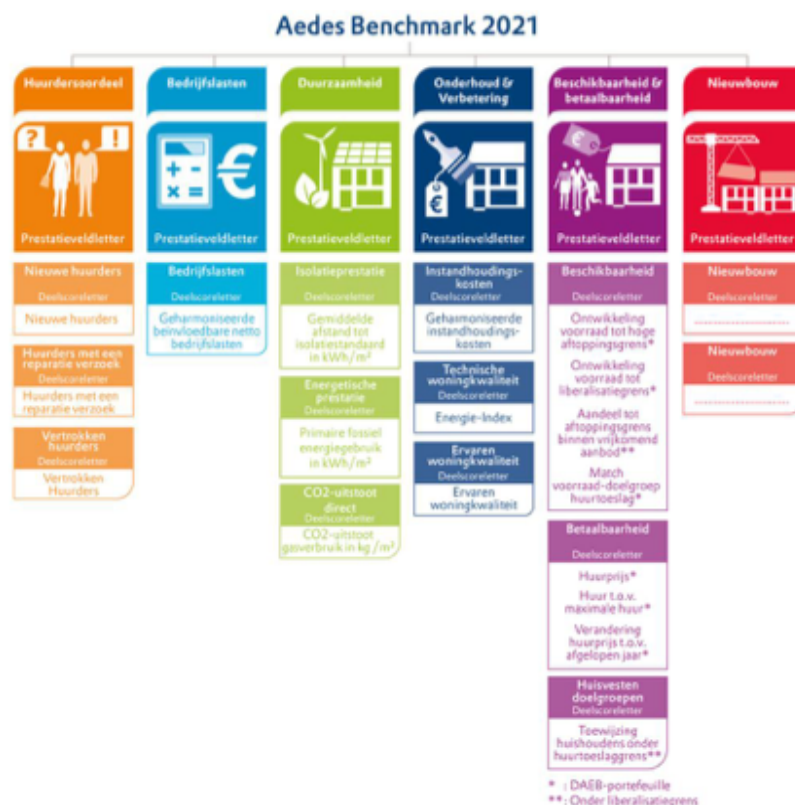 Aedes Benchmark 2021
Huurdersoordeel
?
!
Prestatieveldletter
Nieuwe huurders
Deelscoreletter
Nieuwe huurders
Huurders met een
reparatie verzoek
Deelscoreletter
Huurders met een
reparatie verzoek
Vertrokken
huurders
Deelscoreletter
Vertrokken
Huurders
Bedrijfslasten
+ -
× =
€
Prestatieveldletter
Bedrijfslasten
Deelscoreletter
Geharmoniseerde
beïnvloedbare netto
bedrijfslasten
Duurzaamheid
Prestatieveldletter
Isolatieprestatie
Deelscoreletter
Gemiddelde
afstand tot
isolatiestandaard
in kWh/m²
Energetische
prestatie
Deelscoreletter
Primaire fossiel
energiegebruik
in kWh/m²
CO2-uitstoot
direct
Deelscoreletter
CO2-uitstoot
gasverbruik in kg /m²
Onderhoud &
Verbetering
€
Prestatieveldletter
Instandhoudings-
kosten
Deelscoreletter
Geharmoniseerde
instandhoudings-
kosten
Technische
woningkwaliteit
Deelscoreletter
Energie-Index
Ervaren
woningkwaliteit
Deelscoreletter
Ervaren
woningkwaliteit
Beschikbaarheid &
betaalbaarheid
€
Prestatieveldletter
Beschikbaarheid
Deelscoreletter
Ontwikkeling
voorraad tot hoge
aftoppingsgrens*
Ontwikkeling
voorraad tot
liberalisatiegrens*
Aandeel tot
aftoppingsgrens
binnen vrijkomend
aanbod**
Match
voorraad-doelgroep
huurtoeslag*
Betaalbaarheid
Deelscoreletter
Huurprijs*
Huur t.o.v.
maximale huur*
Verandering
huurprijs t.o.v.
afgelopen jaar*
Huisvesten
doelgroepen
Deelscoreletter
Toewijzing
huishoudens onder
huurtoeslaggrens**
* : DAEB-portefeuille
** : Onder liberalisatiegrens
Nieuwbouw
Prestatieveldletter
Nieuwbouw
Deelscoreletter
........................
Nieuwbouw
Deelscoreletter
........................